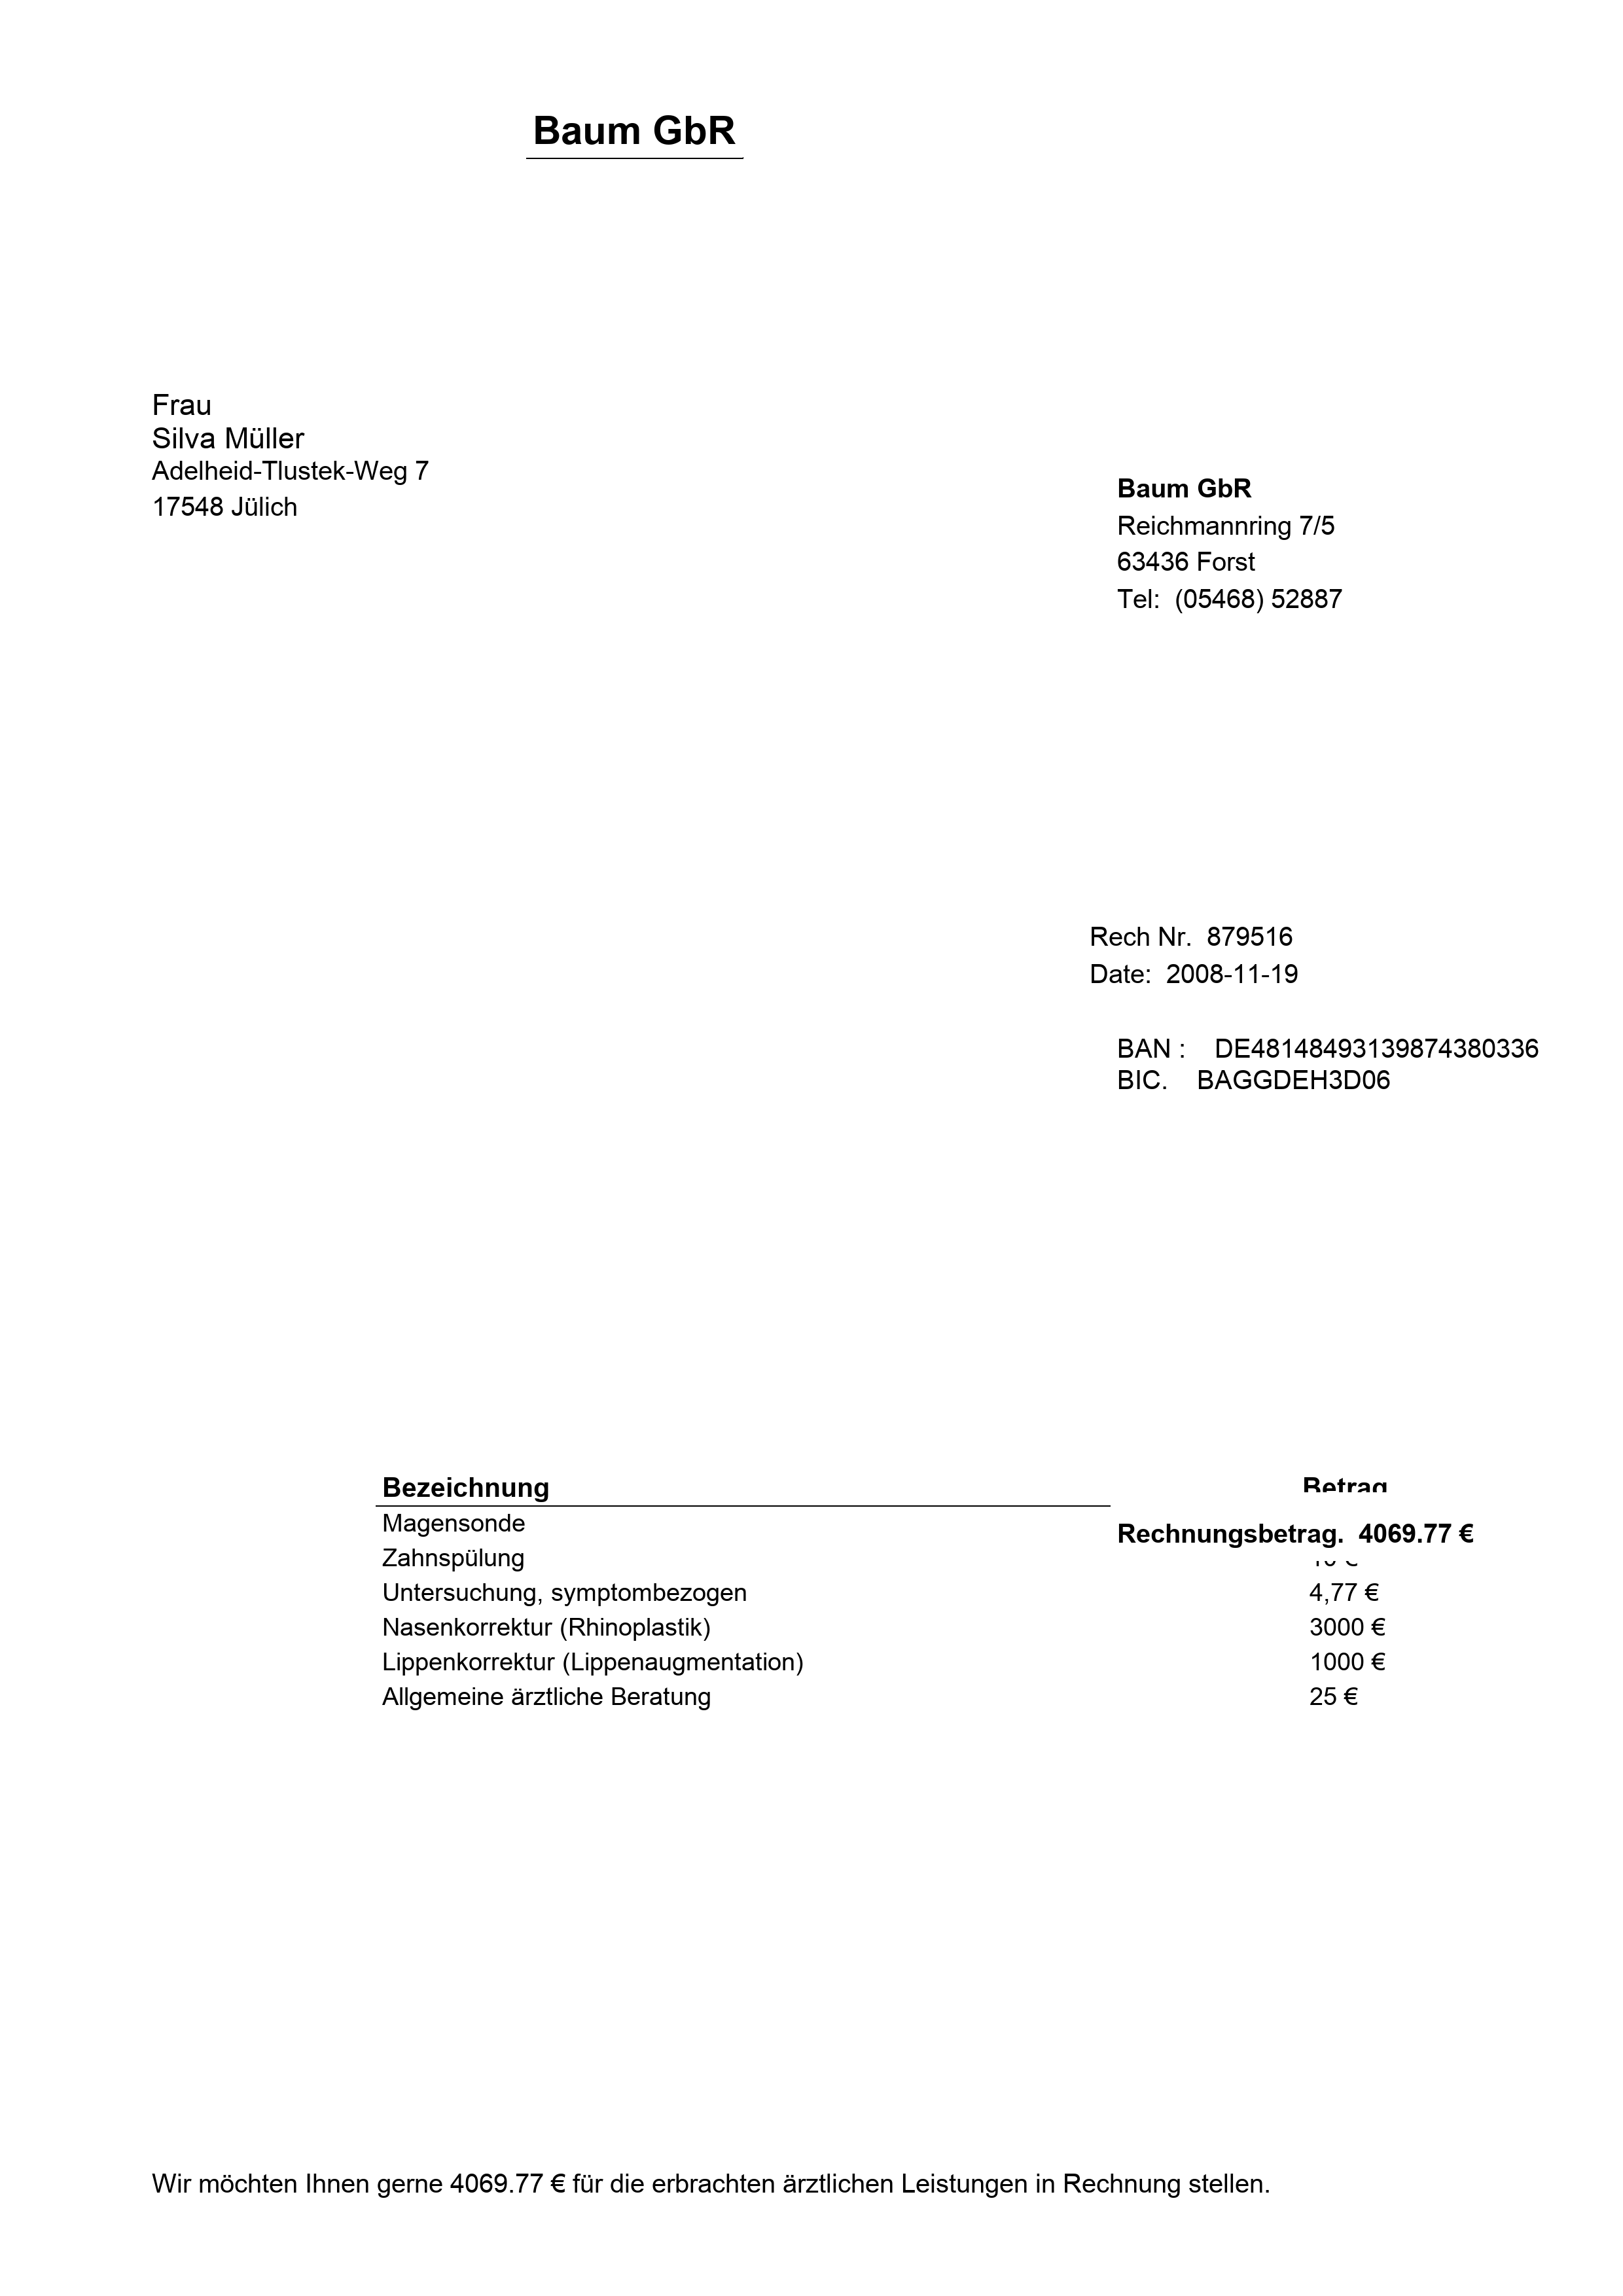 Baum GbR
Frau
Silva Müller
Adelheid-Tlustek-Weg 7
17548 Jülich
Baum GbR
Reichmannring 7/5
63436 Forst
Tel: (05468) 52887
Rech Nr. 879516
Date: 2008-11-19
BAN : DE48148493139874380336
BIC. BAGGDEH3D06
Bezeichnung Betrag
Magensonde
Rechnungsbetrag. 4069.77 €
Zahnspülung
Untersuchung, symptombezogen 4,77 €
Nasenkorrektur (Rhinoplastik) 3000 €
Lippenkorrektur (Lippenaugmentation) 1000 €
Allgemeine ärztliche Beratung 25 €
Wir möchten Ihnen gerne 4069.77 € für die erbrachten ärztlichen Leistungen in Rechnung stellen.